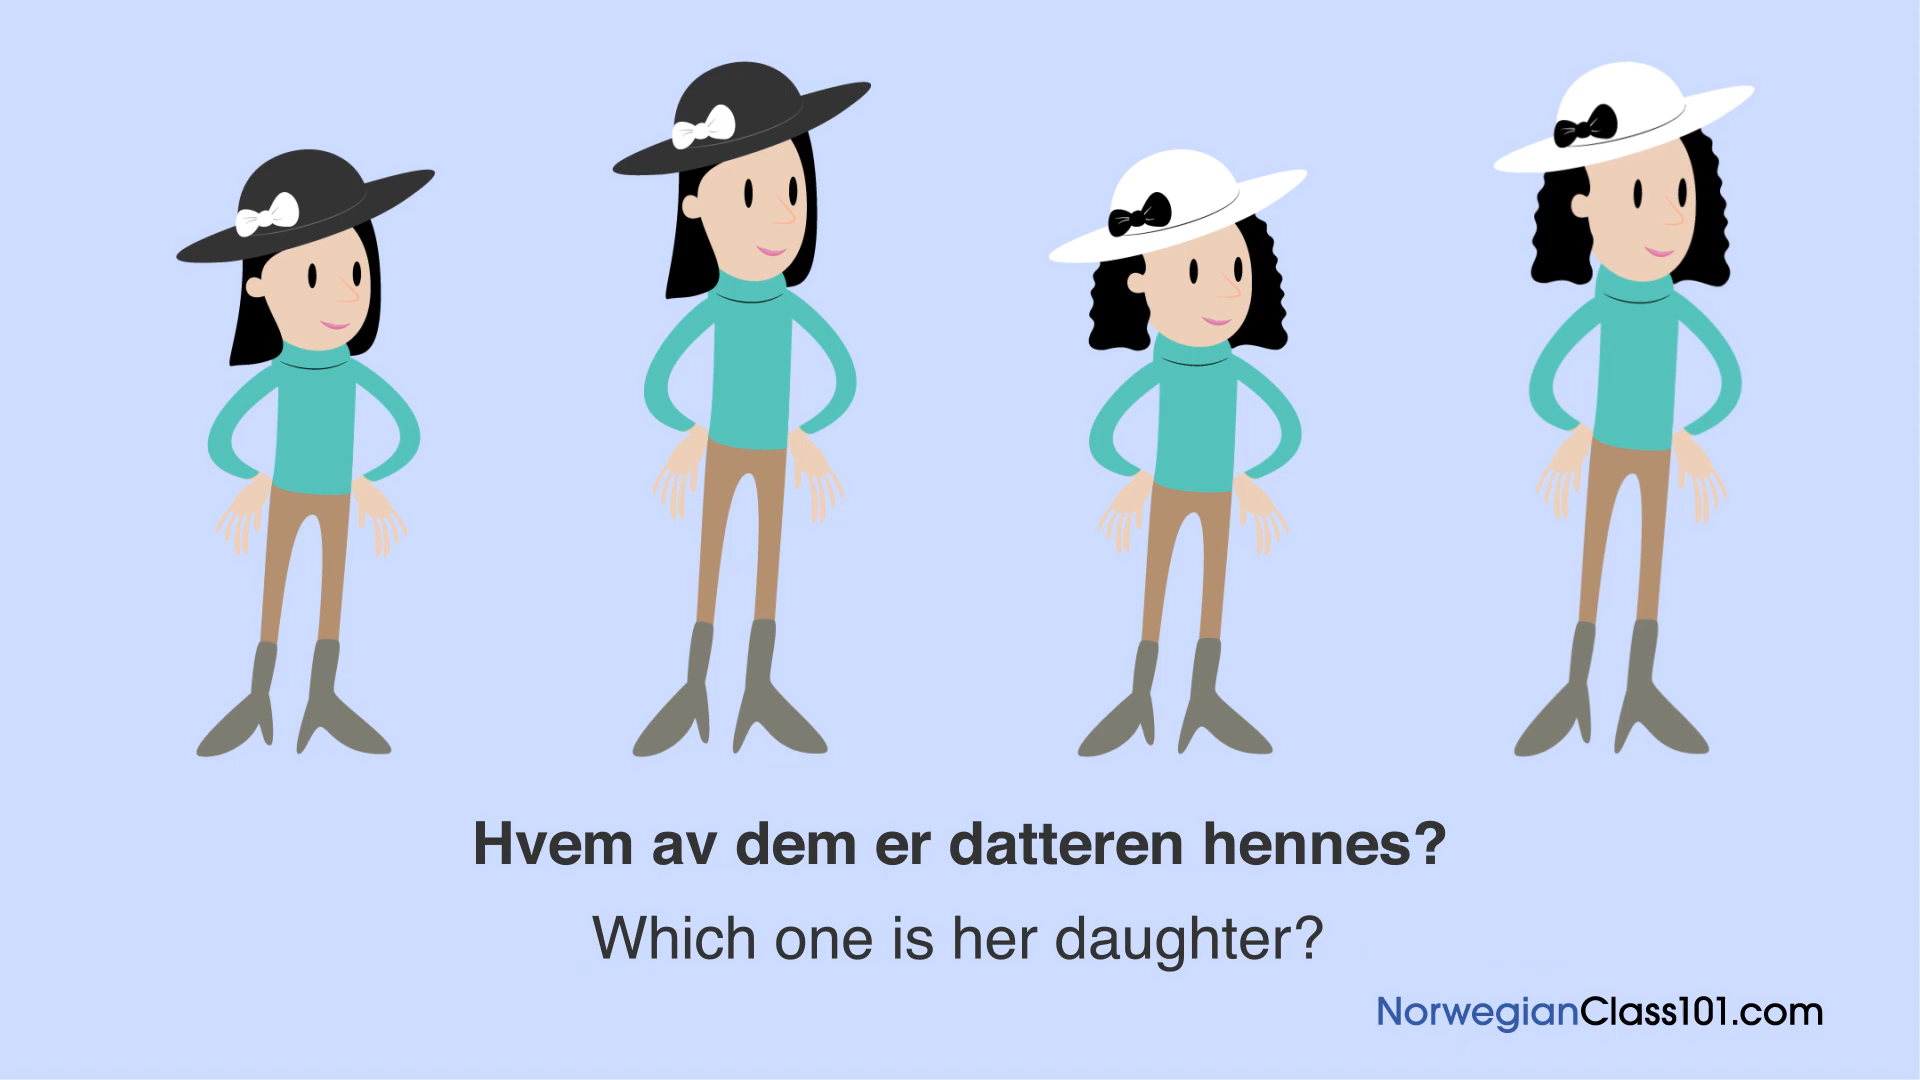 Hvem av dem er datteren hennes?
Which one is her daughter?
NorwegianClass101.com